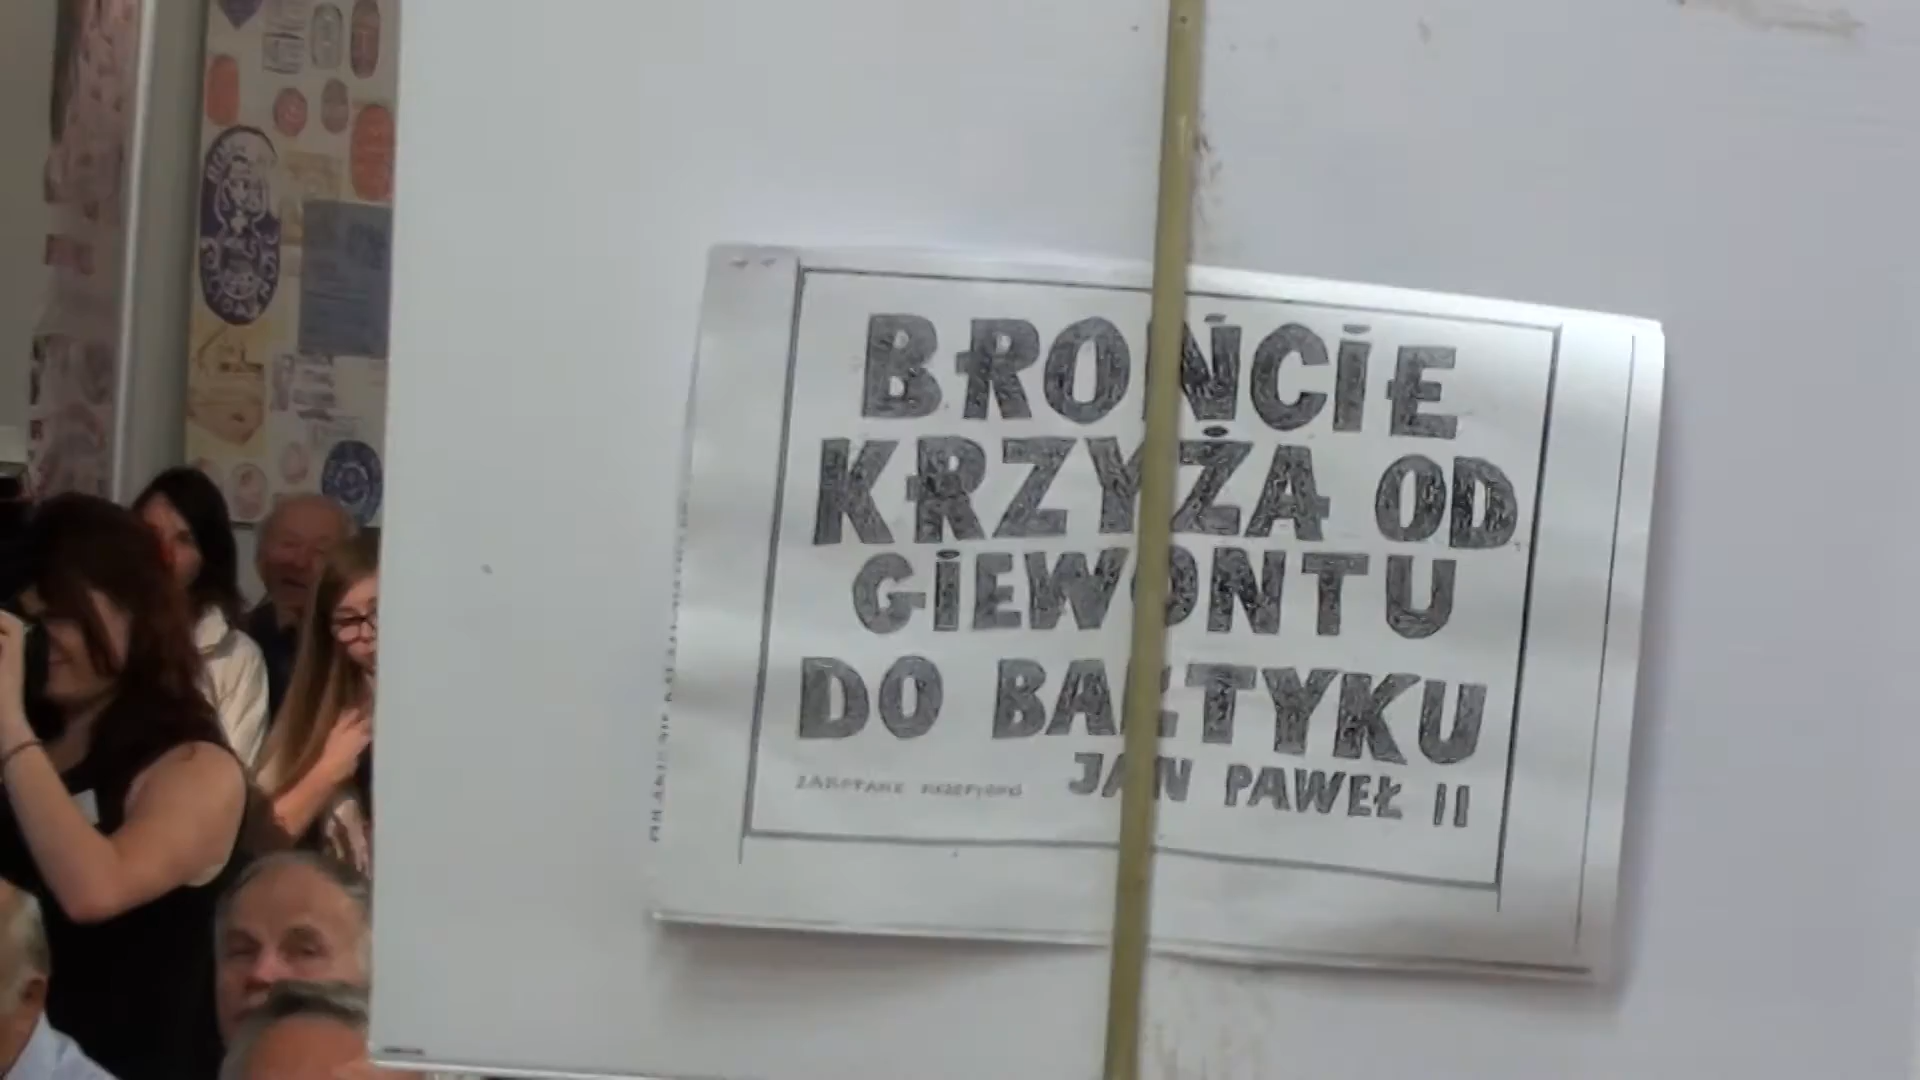 BROŃCIE
KRZYŻA OD
GIEWONTU
DO BAŁTYKU
JAN PAWEŁ II